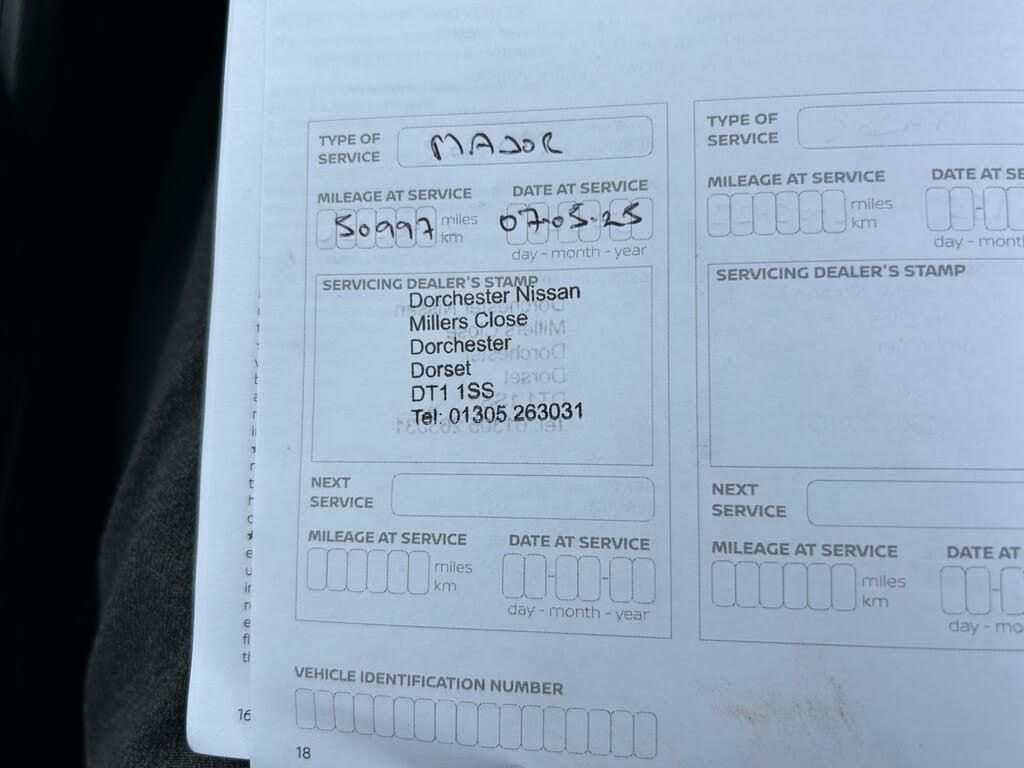 TYPE OF
SERVICE
MAJOR
MILEAGE AT SERVICE
DATE AT SERVICE
50997 miles
km
07-05-25
day - month - year
SERVICING DEALER'S STAMP
Dorchester Nissan
Millers Close
Dorchester
Dorset
DT1 1SS
Tel: 01305 263031
NEXT
SERVICE
MILEAGE AT SERVICE
DATE AT SERVICE
miles
km
day - month - year
VEHICLE IDENTIFICATION NUMBER
18
16
TYPE OF
SERVICE
MILEAGE AT SERVICE
DATE AT SE
miles
km
day - month
SERVICING DEALER'S STAMP
NEXT
SERVICE
MILEAGE AT SERVICE
DATE AT
miles
km
day - mo